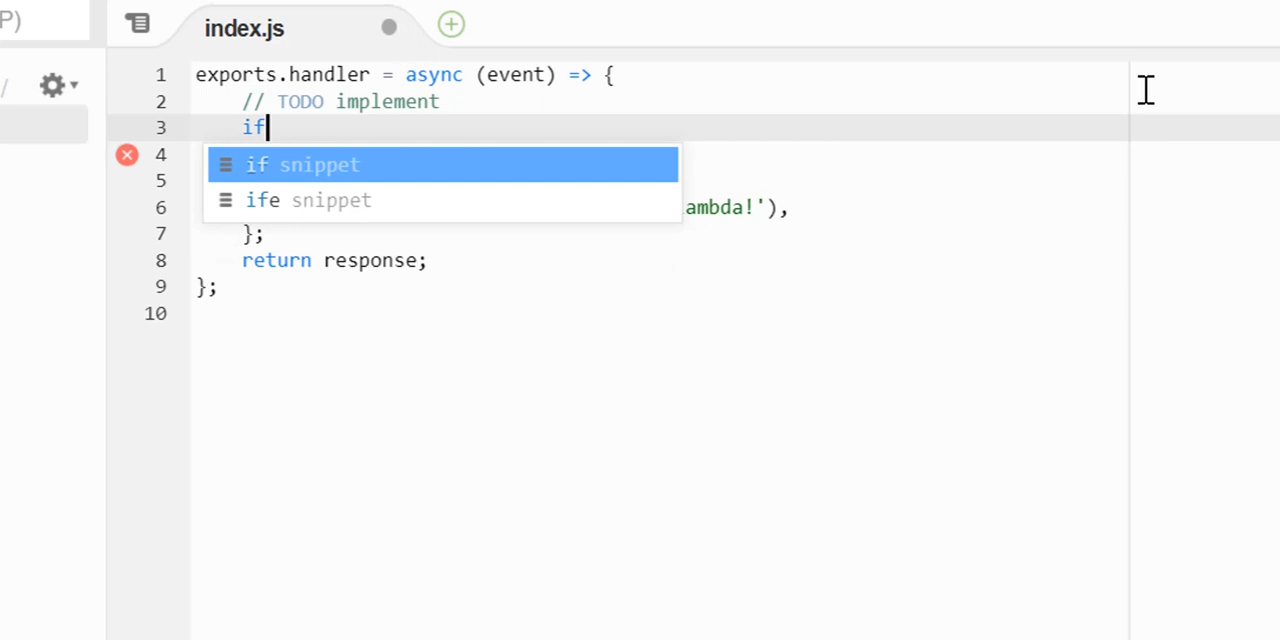 P)
index.js
/
1 exports.handler = async (event) => {
2 // TODO implement
3 if
4
if snippet
5
ife snippet
6 ambda!'),
7 };
8 return response;
9 };
10